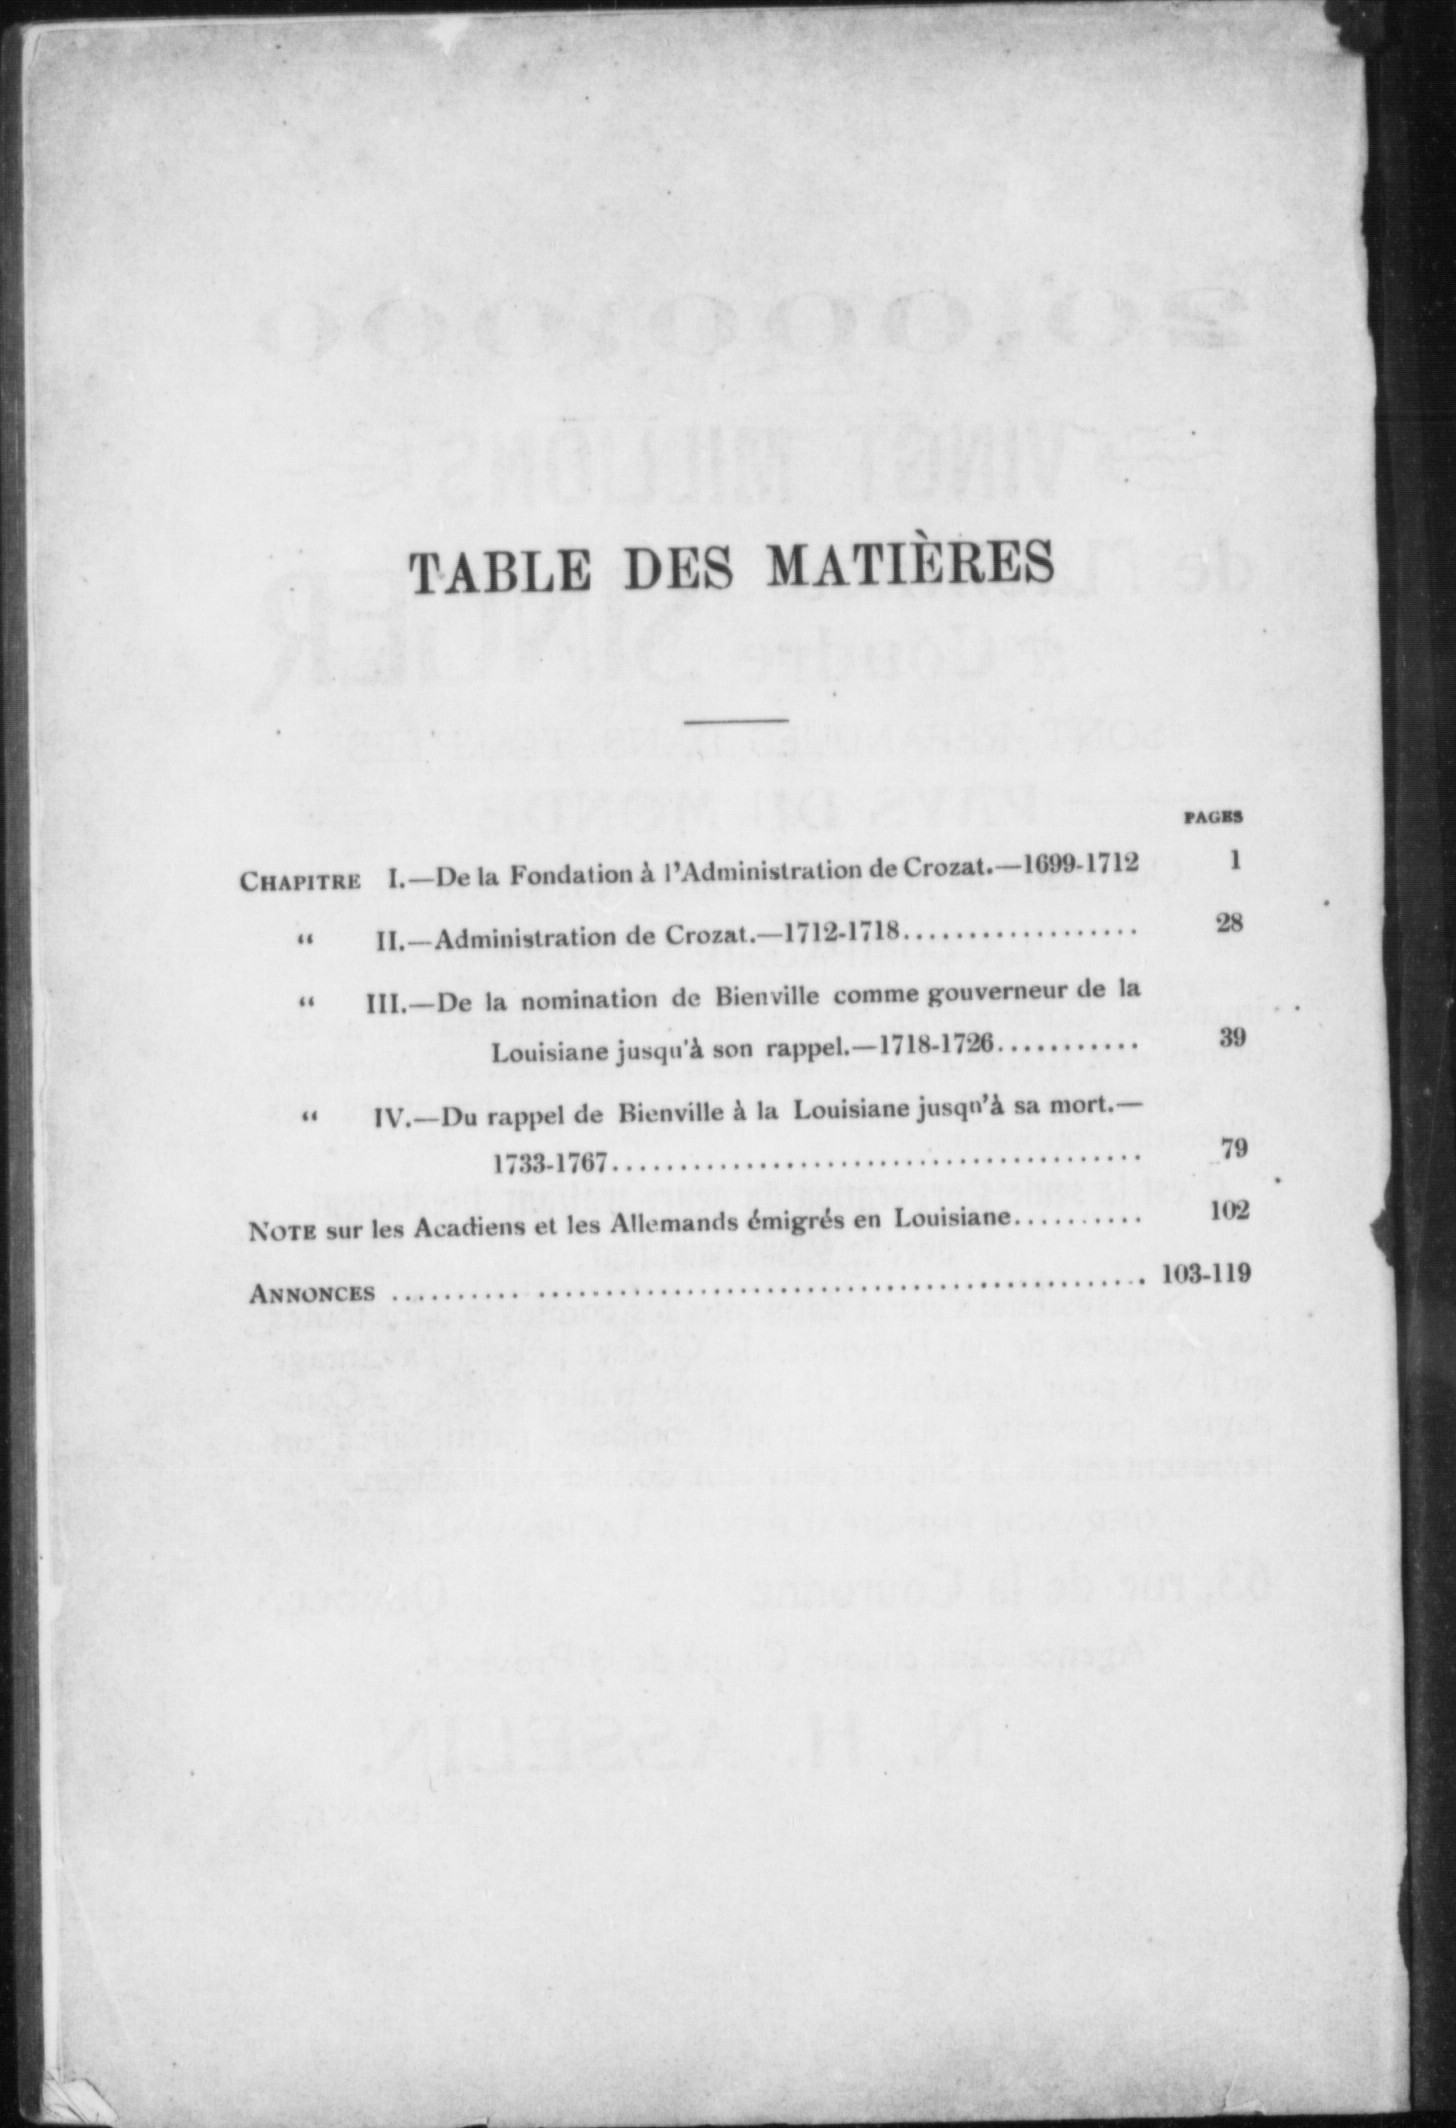 TABLE DES MATIÈRES
PAGES
CHAPITRE I.—De la Fondation à l'Administration de Crozat.—1699-1712 1
“ II.—Administration de Crozat.—1712-1718.................. 28
“ III.—De la nomination de Bienville comme gouverneur de la
Louisiane jusqu'à son rappel.—1718-1726........... 39
“ IV.—Du rappel de Bienville à la Louisiane jusqn'à sa mort.—
1733-1767........................................ 79
NOTE sur les Acadiens et les Allemands émigrés en Louisiane.......... 102
ANNONCES ........................................................ 103-119